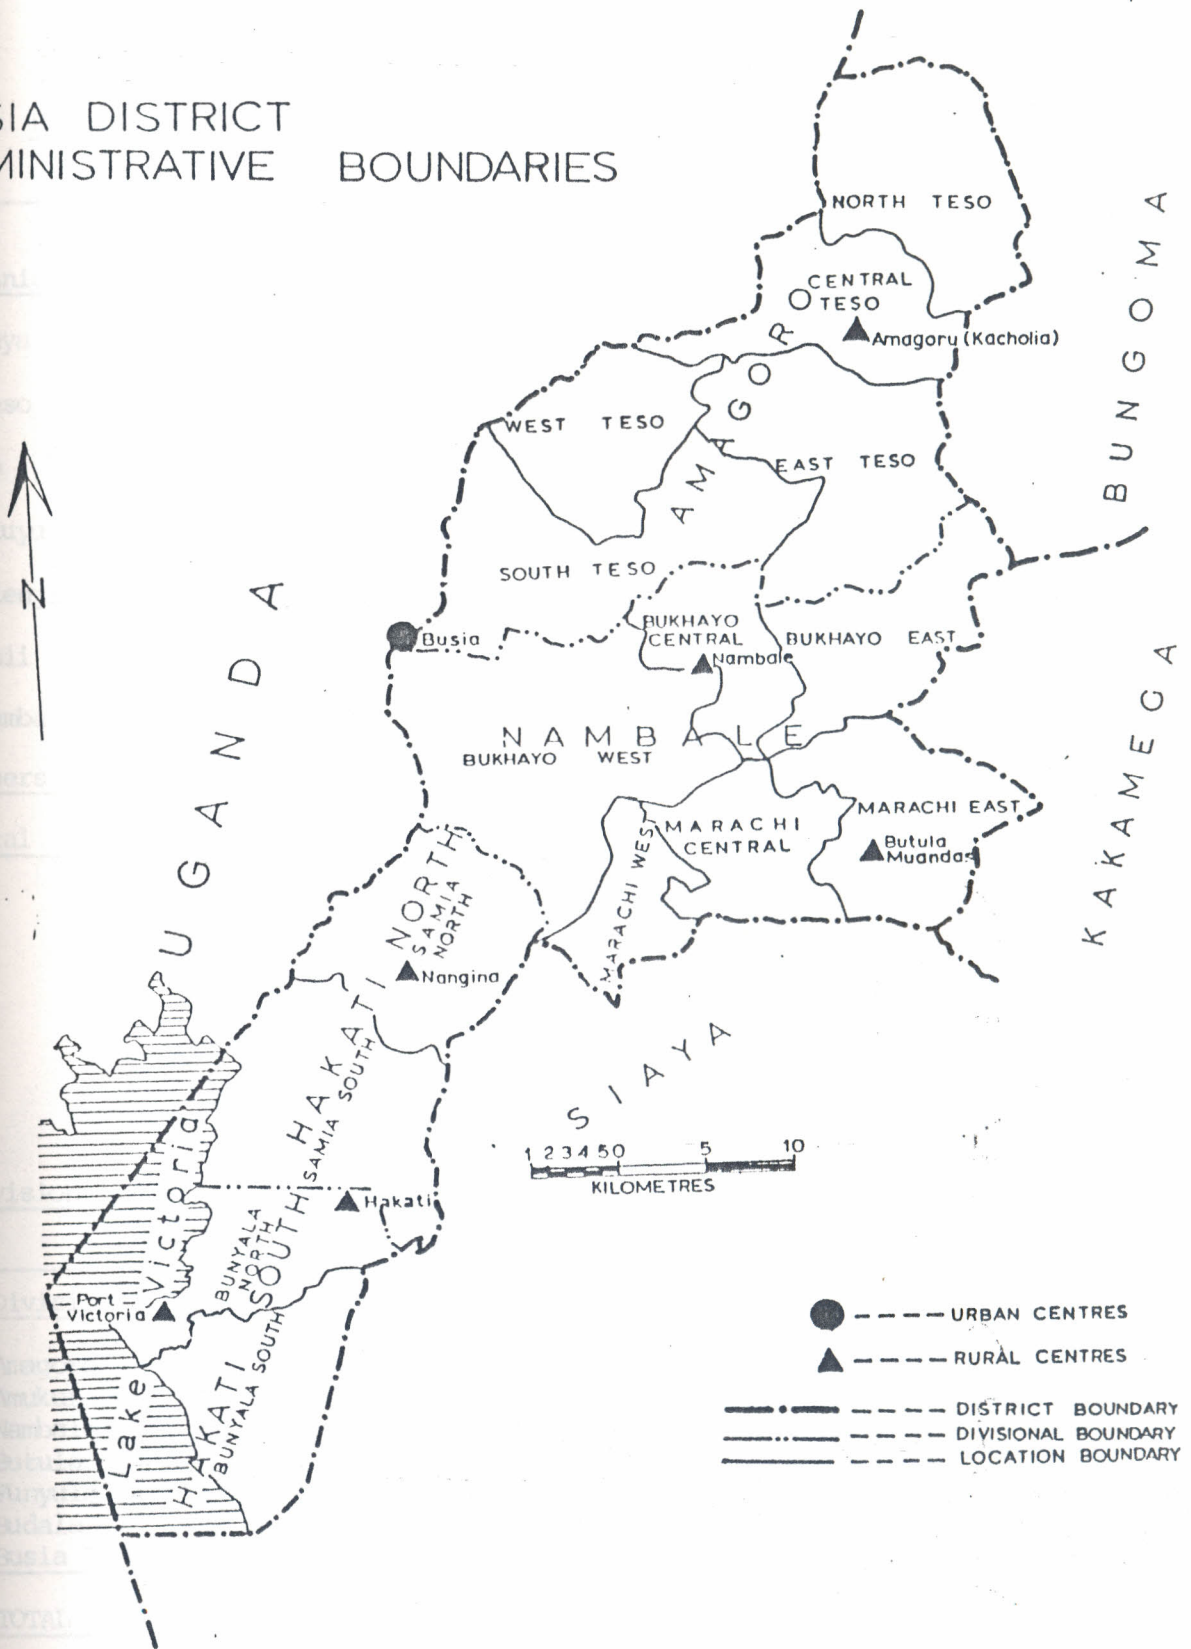 SIA DISTRICT
MINISTRATIVE BOUNDARIES
NORTH TESO
CENTRAL
TESO
Amagoru (Kacholia)
AMAGORO
WEST TESO
EAST TESO
SOUTH TESO
BUNGOMA
N
UGANDA
Busia
BUKHAYO
CENTRAL
BUKHAYO EAST
Nambale
NAMBALE
BUKHAYO WEST
KAKAMEGA
MARACHI EAST
MARACHI
CENTRAL
Butula
Muandas
MARACHI WEST
HAKATI NORTH
SAMIA
NORTH
Nangina
SAMIA SOUTH
SIAYA
1 2 3 4 5 0 5 10
KILOMETRES
Hakati
BUNYALA
NORTH
HAKATI SOUTH
BUNYALA SOUTH
Port
Victoria
Lake Victoria
URBAN CENTRES
RURAL CENTRES
DISTRICT BOUNDARY
DIVISIONAL BOUNDARY
LOCATION BOUNDARY
TOTAL